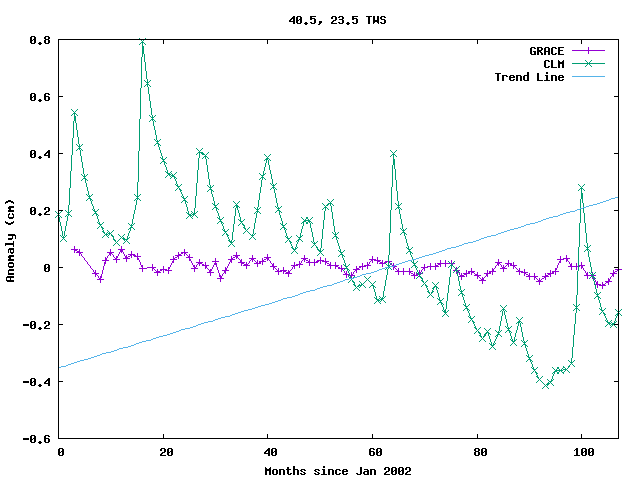 40.5, 23.5 TWS
GRACE
CLM
Trend Line
0.8
0.6
0.4
0.2
0
-0.2
-0.4
-0.6
Anomaly (cm)
0 20 40 60 80 100
Months since Jan 2002